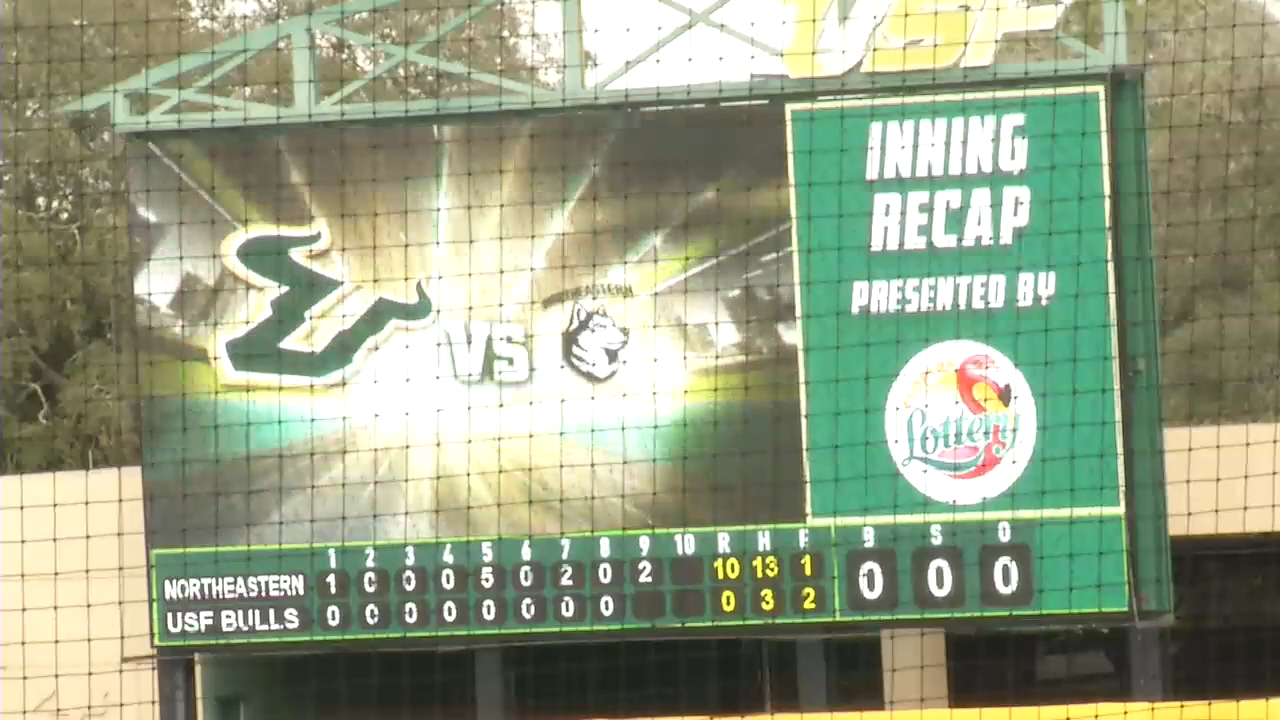 USF
INNING
RECAP
PRESENTED BY
NORTHEASTERN
VS
Lottery
1 2 3 4 5 6 7 8 9 10 R H E B S O
NORTHEASTERN 1 0 0 0 5 0 2 0 2 10 13 1 0 0 0
USF BULLS 0 0 0 0 0 0 0 0 0 3 2